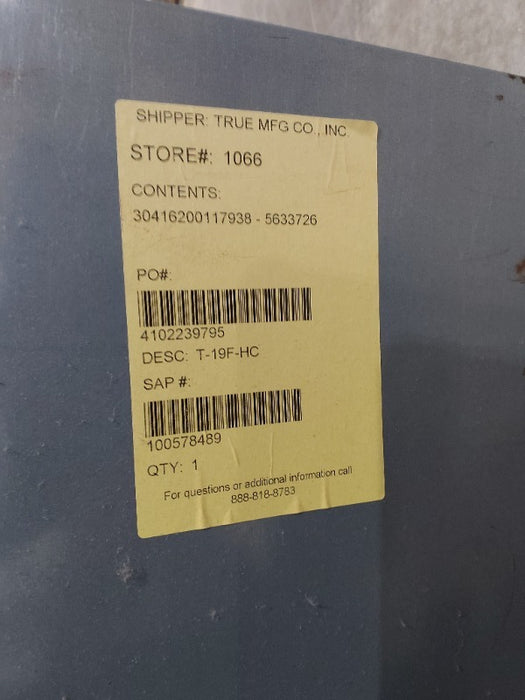 SHIPPER: TRUE MFG CO., INC.
STORE#: 1066
CONTENTS:
30416200117938 - 5633726
PO#:
4102239795
DESC: T-19F-HC
SAP #:
100578489
QTY: 1
For questions or additional information call
888-818-8783